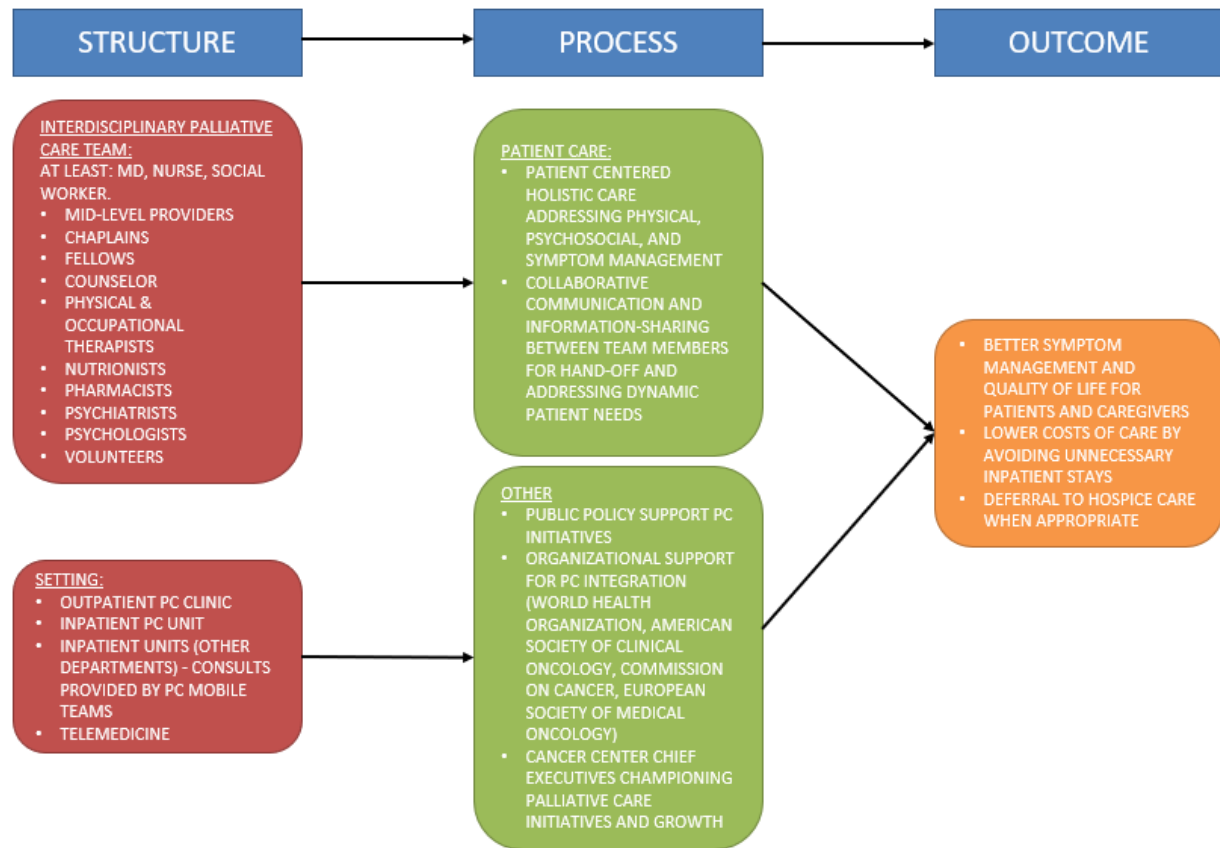 STRUCTURE
PROCESS
OUTCOME
INTERDISCIPLINARY PALLIATIVE
CARE TEAM:
AT LEAST: MD, NURSE, SOCIAL
WORKER.
• MID-LEVEL PROVIDERS
• CHAPLAINS
• FELLOWS
• COUNSELOR
• PHYSICAL &
OCCUPATIONAL
THERAPISTS
• NUTRIONISTS
• PHARMACISTS
• PSYCHIATRISTS
• PSYCHOLOGISTS
• VOLUNTEERS
SETTING:
• OUTPATIENT PC CLINIC
• INPATIENT PC UNIT
• INPATIENT UNITS (OTHER
DEPARTMENTS) - CONSULTS
PROVIDED BY PC MOBILE
TEAMS
• TELEMEDICINE
PATIENT CARE:
• PATIENT CENTERED
HOLISTIC CARE
ADDRESSING PHYSICAL,
PSYCHOSOCIAL, AND
SYMPTOM MANAGEMENT
• COLLABORATIVE
COMMUNICATION AND
INFORMATION-SHARING
BETWEEN TEAM MEMBERS
FOR HAND-OFF AND
ADDRESSING DYNAMIC
PATIENT NEEDS
OTHER
• PUBLIC POLICY SUPPORT PC
INITIATIVES
• ORGANIZATIONAL SUPPORT
FOR PC INTEGRATION
(WORLD HEALTH
ORGANIZATION, AMERICAN
SOCIETY OF CLINICAL
ONCOLOGY, COMMISSION
ON CANCER, EUROPEAN
SOCIETY OF MEDICAL
ONCOLOGY)
• CANCER CENTER CHIEF
EXECUTIVES CHAMPIONING
PALLIATIVE CARE
INITIATIVES AND GROWTH
• BETTER SYMPTOM
MANAGEMENT AND
QUALITY OF LIFE FOR
PATIENTS AND CAREGIVERS
• LOWER COSTS OF CARE BY
AVOIDING UNNECESSARY
INPATIENT STAYS
• DEFERRAL TO HOSPICE CARE
WHEN APPROPRIATE